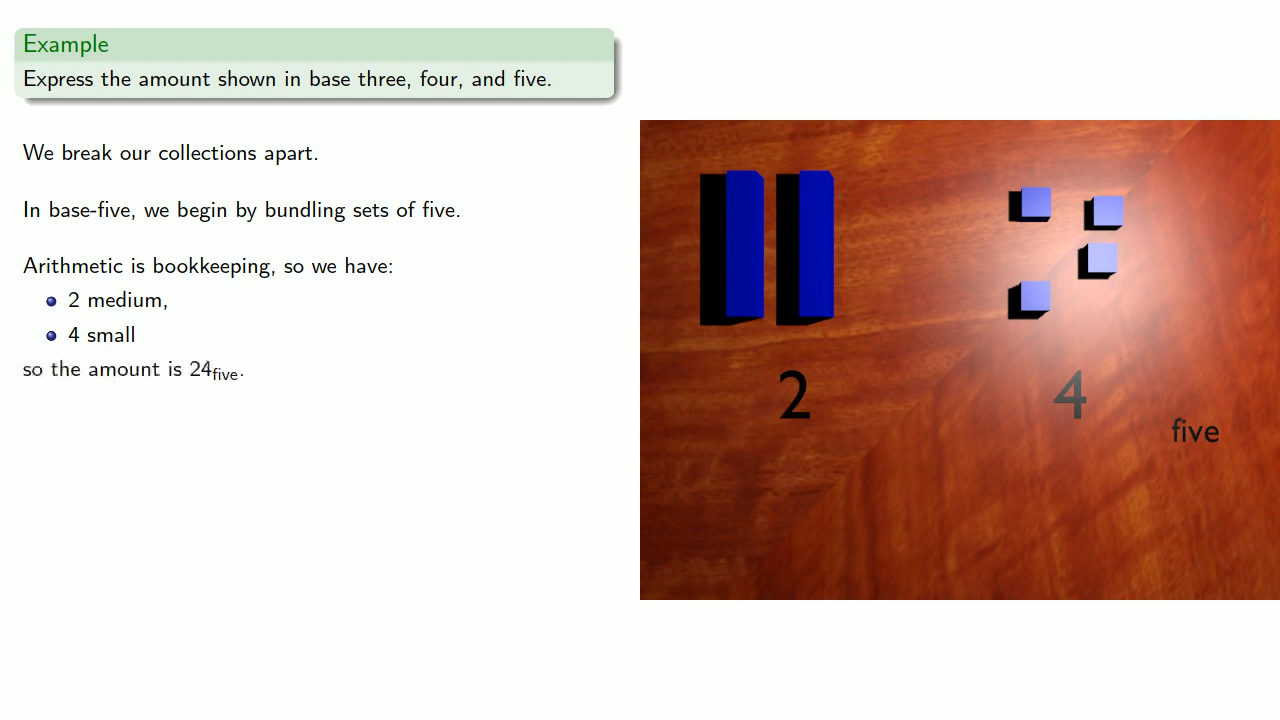 Example
Express the amount shown in base three, four, and five.
We break our collections apart.
In base-five, we begin by bundling sets of five.
Arithmetic is bookkeeping, so we have:
2 medium,
4 small
so the amount is 24five.
2 4
five